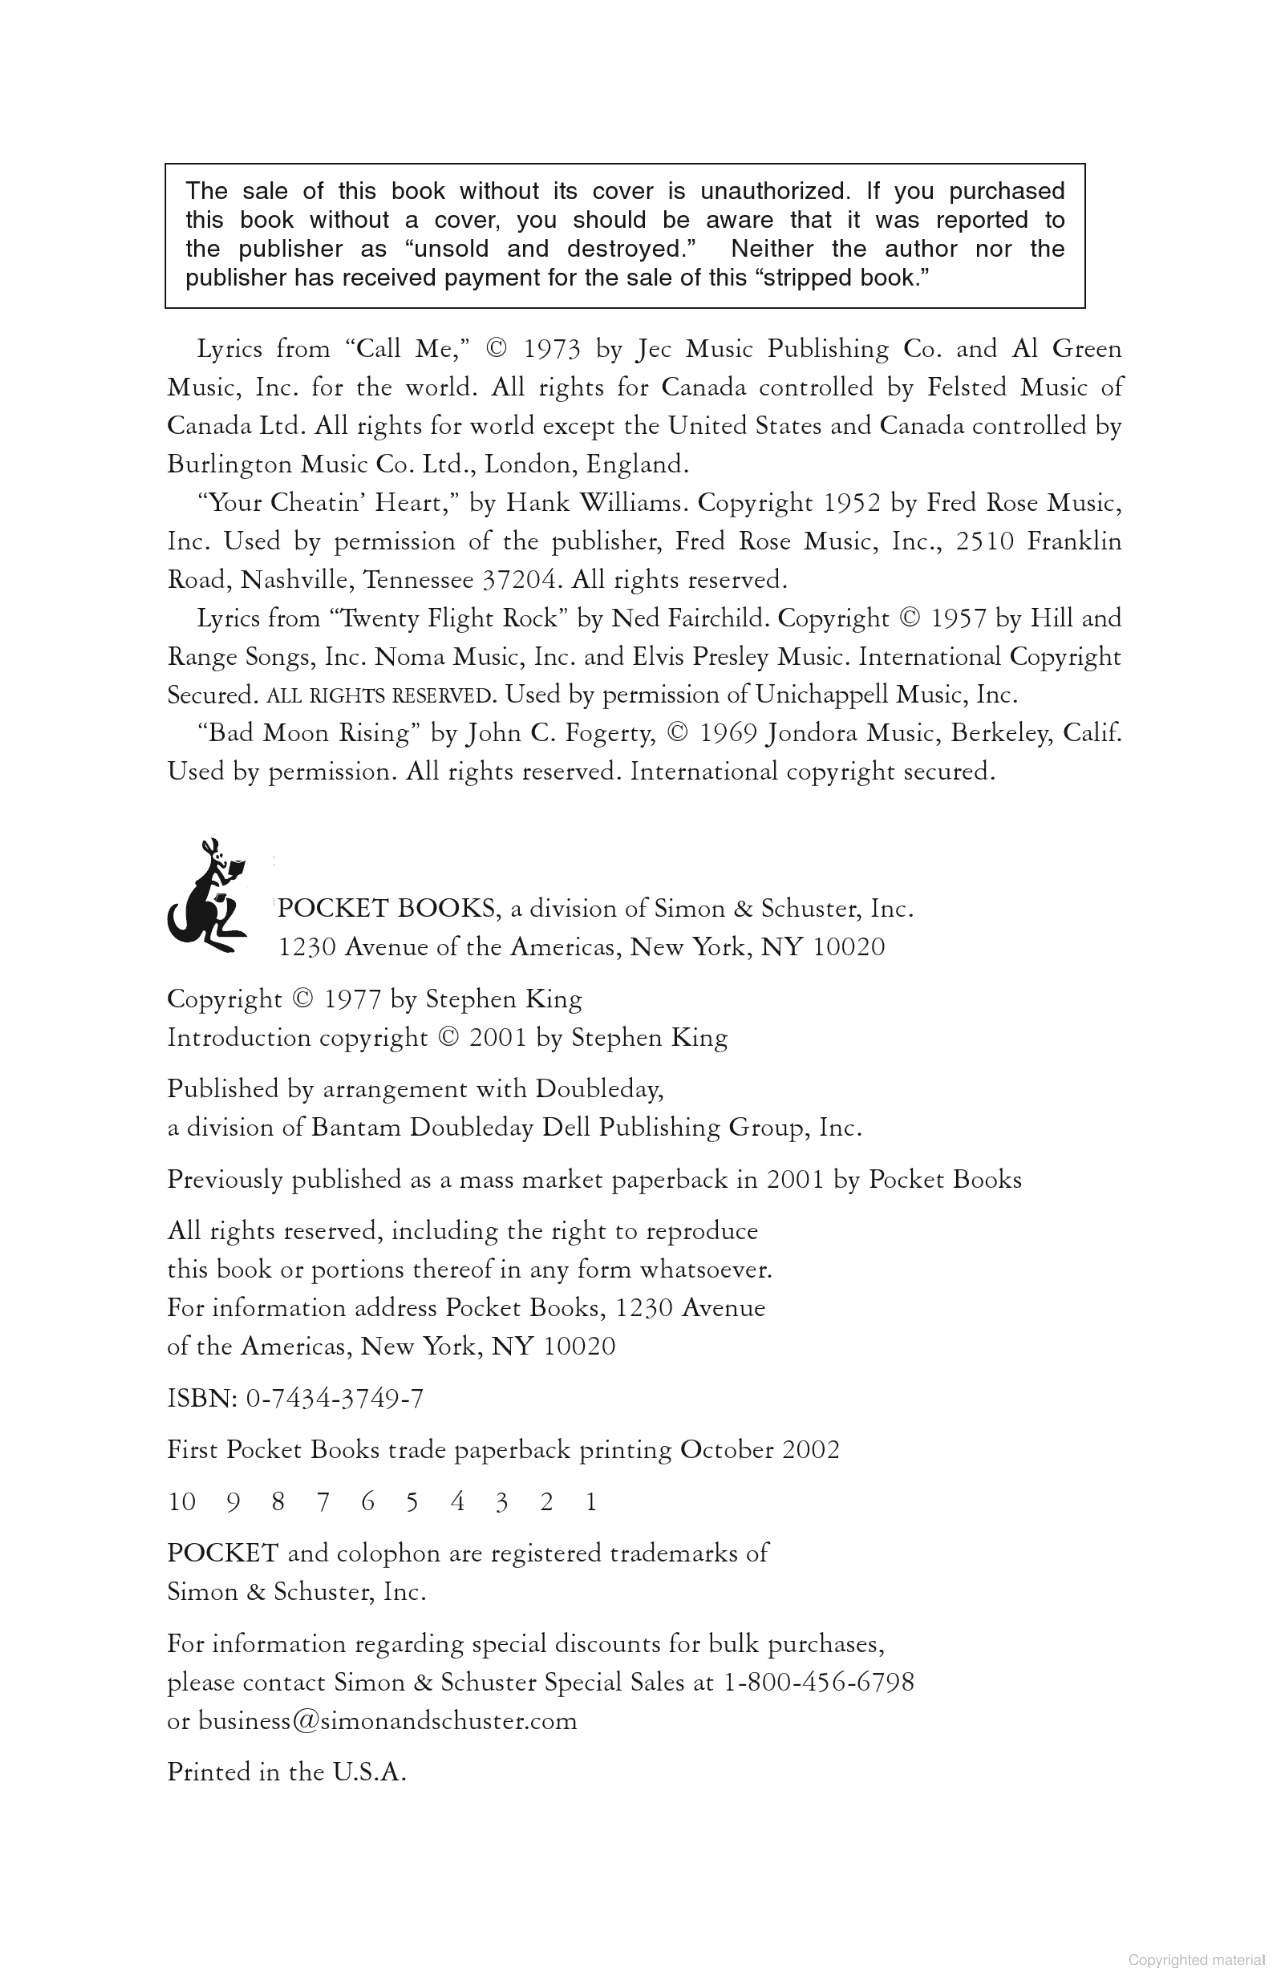 The sale of this book without its cover is unauthorized. If you purchased
this book without a cover, you should be aware that it was reported to
the publisher as “unsold and destroyed.” Neither the author nor the
publisher has received payment for the sale of this “stripped book.”
Lyrics from “Call Me,” © 1973 by Jec Music Publishing Co. and Al Green
Music, Inc. for the world. All rights for Canada controlled by Felsted Music of
Canada Ltd. All rights for world except the United States and Canada controlled by
Burlington Music Co. Ltd., London, England.
“Your Cheatin’ Heart,” by Hank Williams. Copyright 1952 by Fred Rose Music,
Inc. Used by permission of the publisher, Fred Rose Music, Inc., 2510 Franklin
Road, Nashville, Tennessee 37204. All rights reserved.
Lyrics from “Twenty Flight Rock” by Ned Fairchild. Copyright © 1957 by Hill and
Range Songs, Inc. Noma Music, Inc. and Elvis Presley Music. International Copyright
Secured. ALL RIGHTS RESERVED. Used by permission of Unichappell Music, Inc.
“Bad Moon Rising” by John C. Fogerty, © 1969 Jondora Music, Berkeley, Calif.
Used by permission. All rights reserved. International copyright secured.
POCKET BOOKS, a division of Simon & Schuster, Inc.
1230 Avenue of the Americas, New York, NY 10020
Copyright © 1977 by Stephen King
Introduction copyright © 2001 by Stephen King
Published by arrangement with Doubleday,
a division of Bantam Doubleday Dell Publishing Group, Inc.
Previously published as a mass market paperback in 2001 by Pocket Books
All rights reserved, including the right to reproduce
this book or portions thereof in any form whatsoever.
For information address Pocket Books, 1230 Avenue
of the Americas, New York, NY 10020
ISBN: 0-7434-3749-7
First Pocket Books trade paperback printing October 2002
10 9 8 7 6 5 4 3 2 1
POCKET and colophon are registered trademarks of
Simon & Schuster, Inc.
For information regarding special discounts for bulk purchases,
please contact Simon & Schuster Special Sales at 1-800-456-6798
or business@simonandschuster.com
Printed in the U.S.A.
Copyrighted material